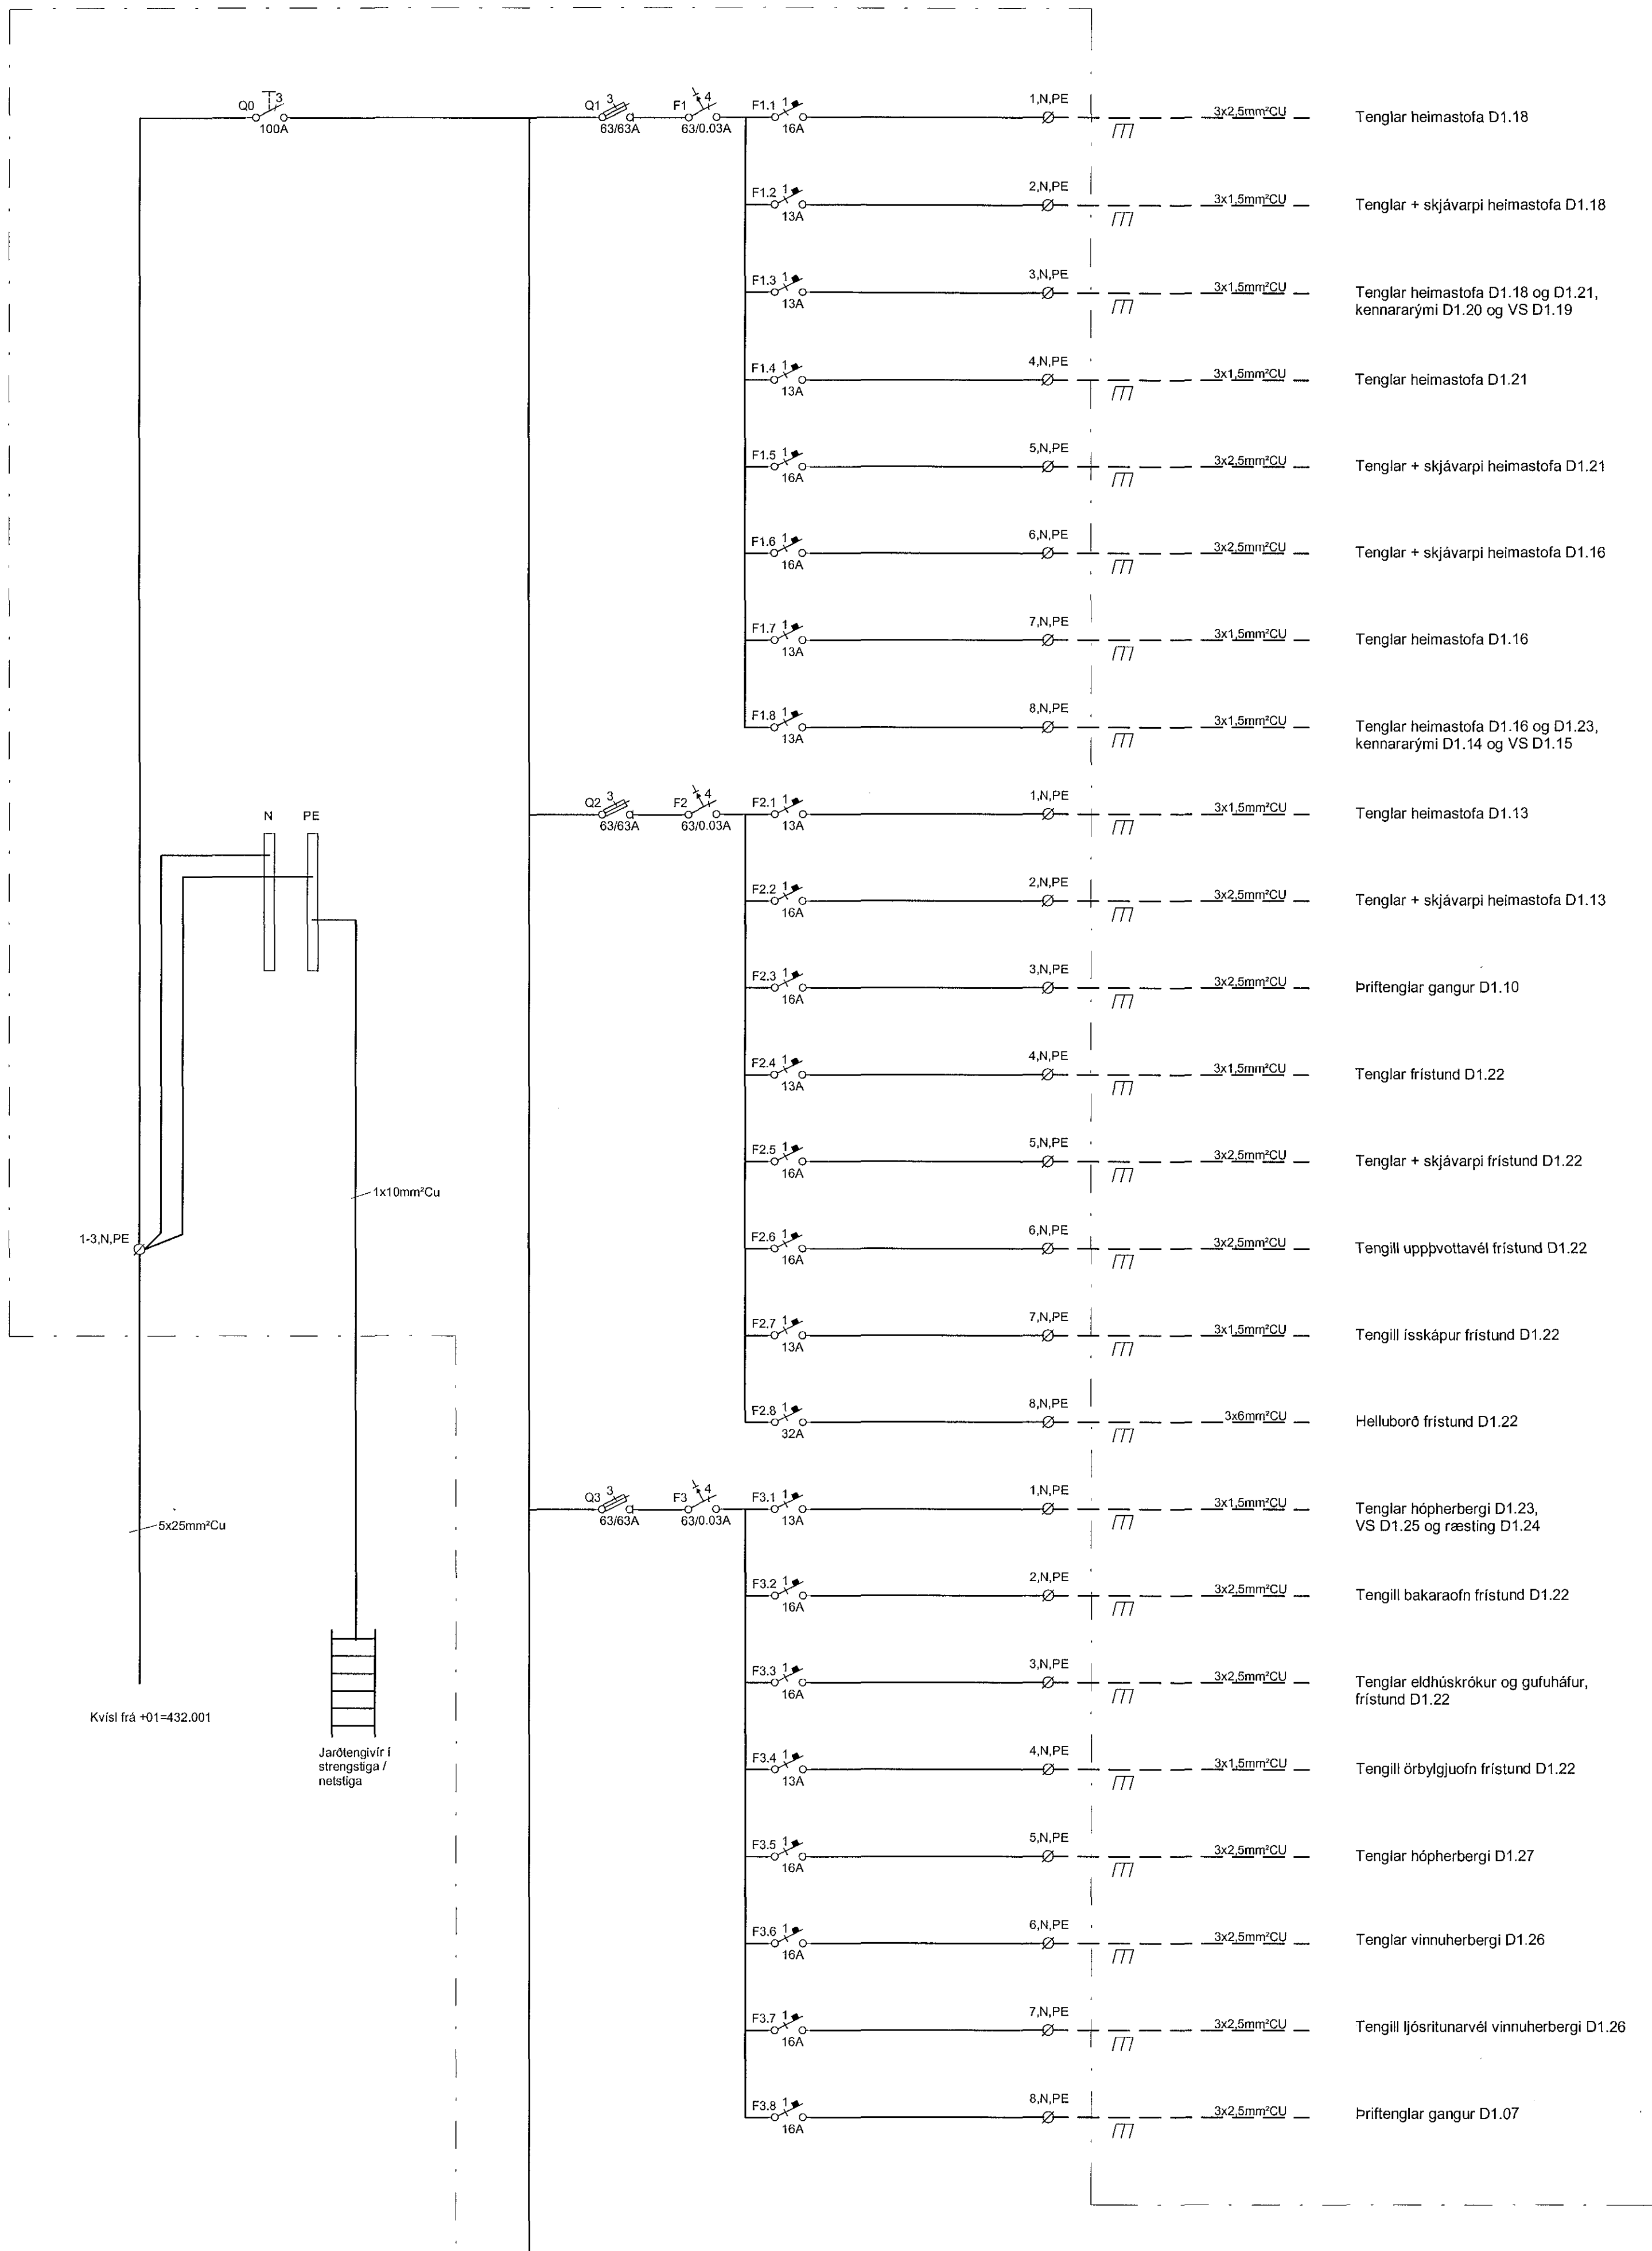 Q0 3
100A
Q1 3
63/63A
F1 4
63/0.03A
F1.1 1
16A
1,N,PE
3x2,5mm²CU
Tenglar heimastofa D1.18
F1.2 1
13A
2,N,PE
3x1,5mm²CU
Tenglar + skjávarpi heimastofa D1.18
F1.3 1
13A
3,N,PE
3x1,5mm²CU
Tenglar heimastofa D1.18 og D1.21,
kennararými D1.20 og VS D1.19
F1.4 1
13A
4,N,PE
3x1,5mm²CU
Tenglar heimastofa D1.21
F1.5 1
16A
5,N,PE
3x2,5mm²CU
Tenglar + skjávarpi heimastofa D1.21
F1.6 1
16A
6,N,PE
3x2,5mm²CU
Tenglar + skjávarpi heimastofa D1.16
F1.7 1
13A
7,N,PE
3x1,5mm²CU
Tenglar heimastofa D1.16
F1.8 1
13A
8,N,PE
3x1,5mm²CU
Tenglar heimastofa D1.16 og D1.23,
kennararými D1.14 og VS D1.15
N PE
Q2 3
63/63A
F2 4
63/0.03A
F2.1 1
13A
1,N,PE
3x1,5mm²CU
Tenglar heimastofa D1.13
F2.2 1
16A
2,N,PE
3x2,5mm²CU
Tenglar + skjávarpi heimastofa D1.13
F2.3 1
16A
3,N,PE
3x2,5mm²CU
Þriftenglar gangur D1.10
F2.4 1
13A
4,N,PE
3x1,5mm²CU
Tenglar frístund D1.22
F2.5 1
16A
5,N,PE
3x2,5mm²CU
Tenglar + skjávarpi frístund D1.22
1x10mm²Cu
1-3,N,PE
F2.6 1
16A
6,N,PE
3x2,5mm²CU
Tengill uppþvottavél frístund D1.22
F2.7 1
13A
7,N,PE
3x1,5mm²CU
Tengill ísskápur frístund D1.22
F2.8 1
32A
8,N,PE
3x6mm²CU
Helluborð frístund D1.22
5x25mm²Cu
Q3 3
63/63A
F3 4
63/0.03A
F3.1 1
13A
1,N,PE
3x1,5mm²CU
Tenglar hópherbergi D1.23,
VS D1.25 og ræsting D1.24
F3.2 1
16A
2,N,PE
3x2,5mm²CU
Tengill bakaraofn frístund D1.22
F3.3 1
16A
3,N,PE
3x2,5mm²CU
Tenglar eldhúskrókur og gufuháfur,
frístund D1.22
Kvísl frá +01=432.001
Jarðtengivír í
strengstiga /
netstiga
F3.4 1
13A
4,N,PE
3x1,5mm²CU
Tengill örbylgjuofn frístund D1.22
F3.5 1
16A
5,N,PE
3x2,5mm²CU
Tenglar hópherbergi D1.27
F3.6 1
16A
6,N,PE
3x2,5mm²CU
Tenglar vinnuherbergi D1.26
F3.7 1
16A
7,N,PE
3x2,5mm²CU
Tengill ljósritunarvél vinnuherbergi D1.26
F3.8 1
16A
8,N,PE
3x2,5mm²CU
Þriftenglar gangur D1.07